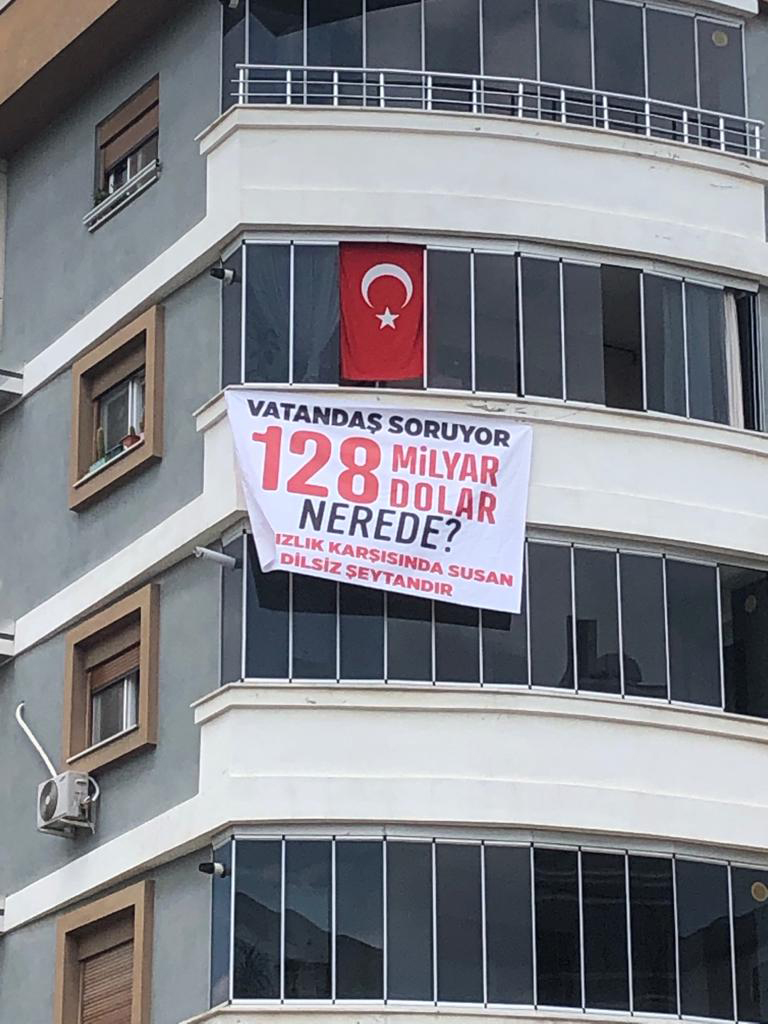 VATANDAŞ SORUYOR
128 MİLYAR
DOLAR
NEREDE?
IZLIK KARŞISINDA SUSAN
DİLSİZ ŞEYTANDIR